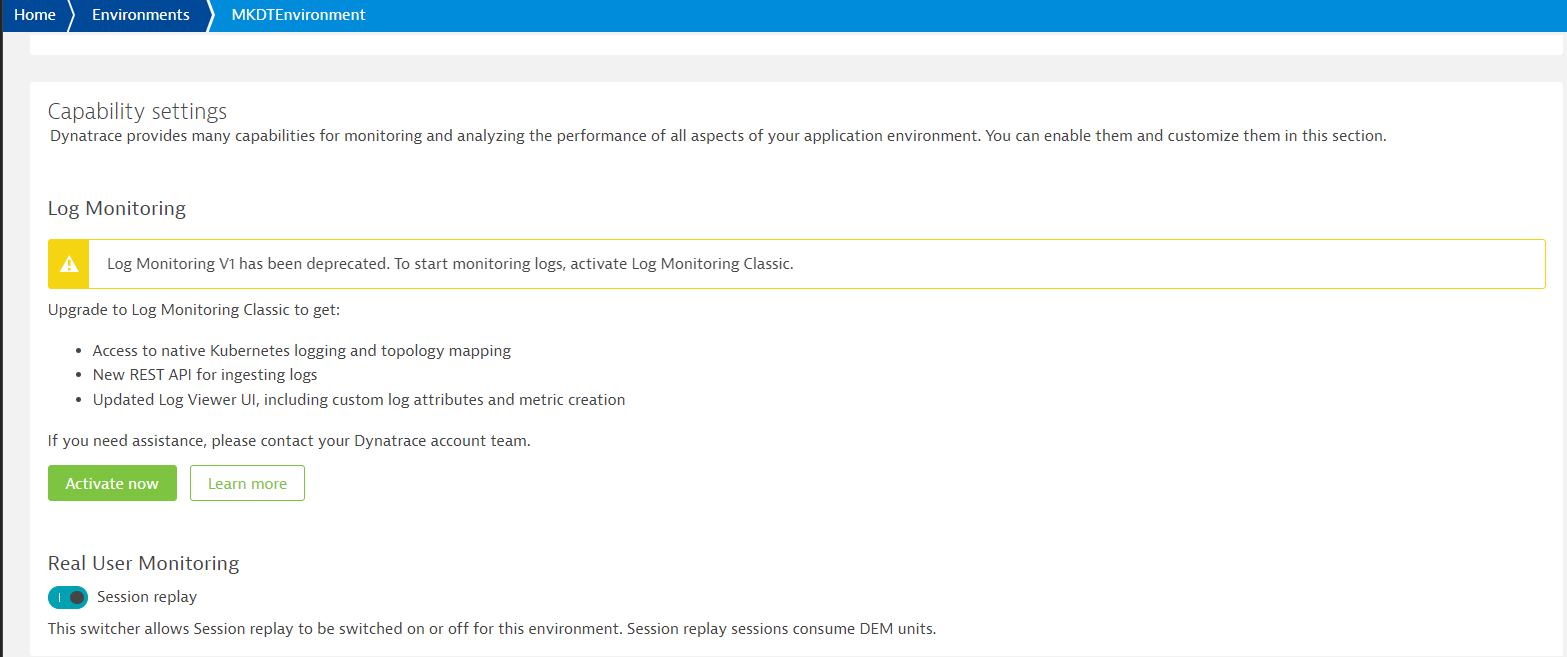 Home Environments MKDTEnvironment
Capability settings
Dynatrace provides many capabilities for monitoring and analyzing the performance of all aspects of your application environment. You can enable them and customize them in this section.
Log Monitoring
Log Monitoring V1 has been deprecated. To start monitoring logs, activate Log Monitoring Classic.
Upgrade to Log Monitoring Classic to get:
• Access to native Kubernetes logging and topology mapping
• New REST API for ingesting logs
• Updated Log Viewer UI, including custom log attributes and metric creation
If you need assistance, please contact your Dynatrace account team.
Activate now Learn more
Real User Monitoring
Session replay
This switcher allows Session replay to be switched on or off for this environment. Session replay sessions consume DEM units.